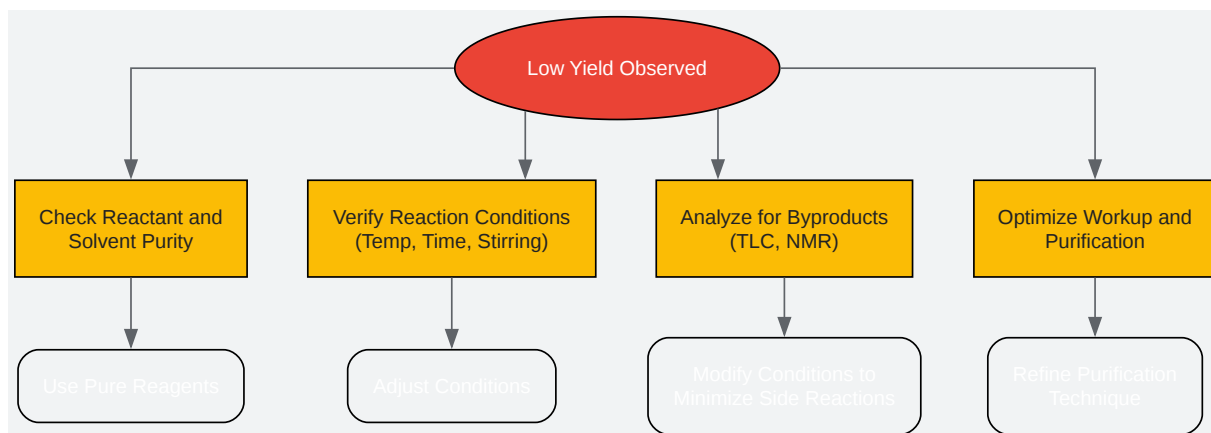 Low Yield Observed
Check Reactant and
Solvent Purity
Verify Reaction Conditions
(Temp, Time, Stirring)
Analyze for Byproducts
(TLC, NMR)
Optimize Workup and
Purification
Use Pure Reagents
Adjust Conditions
Modify Conditions to
Minimize Side Reactions
Refine Purification
Technique